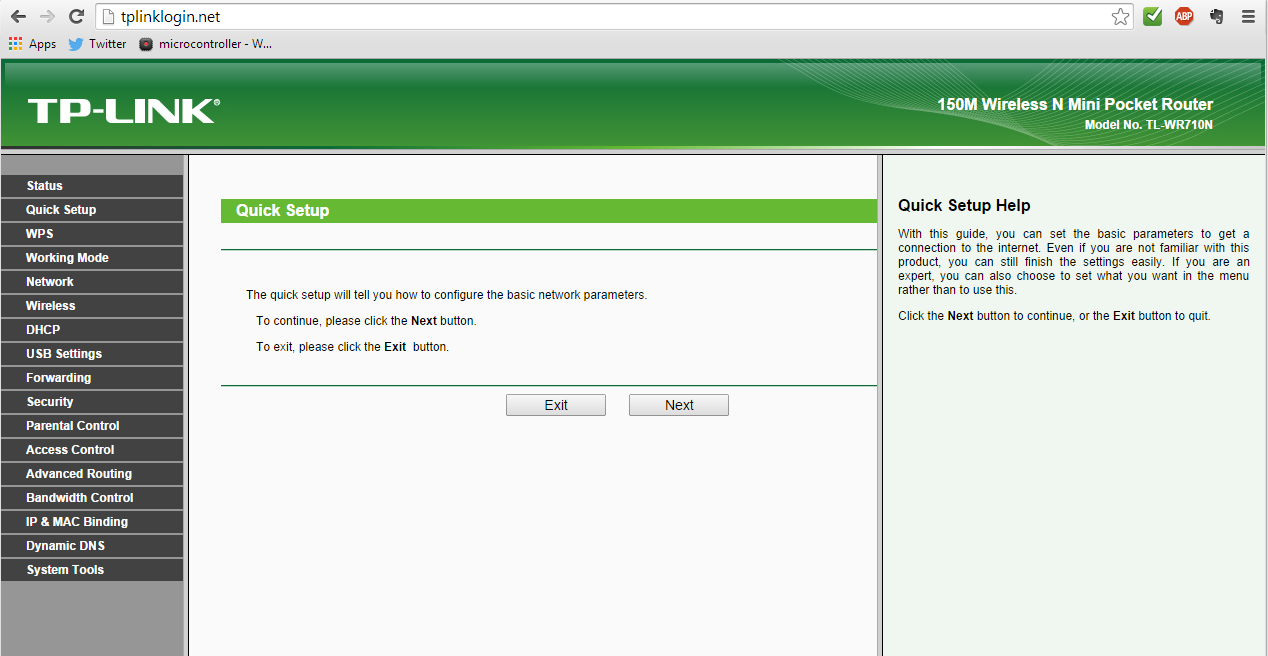 tplinklogin.net
ABP
Apps Twitter microcontroller - W...
TP-LINK®
150M Wireless N Mini Pocket Router
Model No. TL-WR710N
Status
Quick Setup
WPS
Working Mode
Network
Wireless
DHCP
USB Settings
Forwarding
Security
Parental Control
Access Control
Advanced Routing
Bandwidth Control
IP & MAC Binding
Dynamic DNS
System Tools
Quick Setup
The quick setup will tell you how to configure the basic network parameters.
To continue, please click the Next button.
To exit, please click the Exit button.
Exit Next
Quick Setup Help
With this guide, you can set the basic parameters to get a
connection to the internet. Even if you are not familiar with this
product, you can still finish the settings easily. If you are an
expert, you can also choose to set what you want in the menu
rather than to use this.
Click the Next button to continue, or the Exit button to quit.